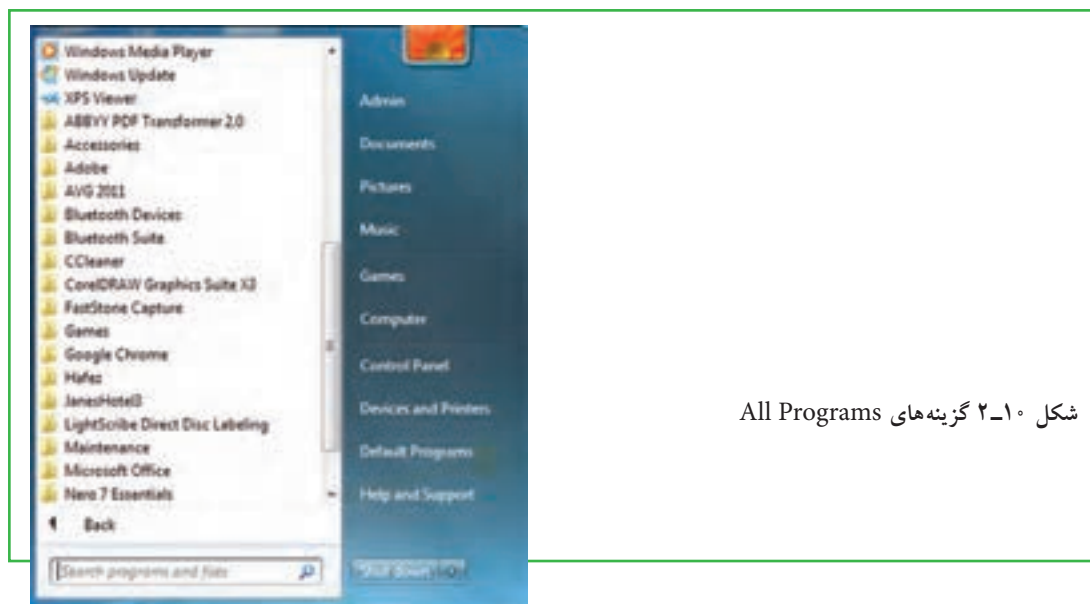 Windows Media Player
Windows Update
XPS Viewer
ABBYY PDF Transformer 2.0
Accessories
Adobe
AVG 2011
Bluetooth Devices
Bluetooth Suite
CCleaner
CorelDRAW Graphics Suite X3
FastStone Capture
Games
Google Chrome
Hafez
JanesHotel3
LightScribe Direct Disc Labeling
Maintenance
Microsoft Office
Nero 7 Essentials
Back
Search programs and files
Admin
Documents
Pictures
Music
Games
Computer
Control Panel
Devices and Printers
Default Programs
Help and Support
Shut down
شکل ۱۰ـ۲ گزینه‌های All Programs